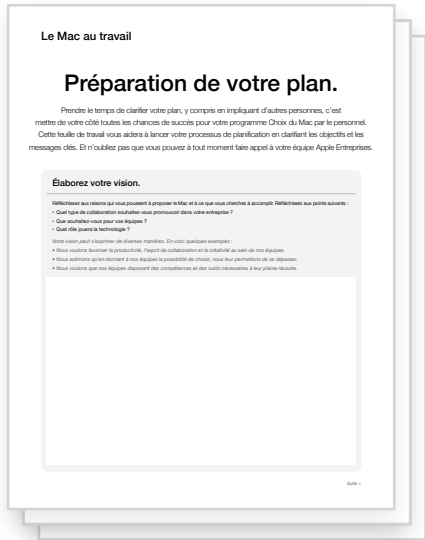 Le Mac au travail
Préparation de votre plan.
Prendre le temps de clarifier votre plan, y compris en impliquant d'autres personnes, c'est
mettre de votre côté toutes les chances de succès pour votre programme Choix du Mac par le personnel.
Cette feuille de travail vous aidera à lancer votre processus de planification en clarifiant les objectifs et les
messages clés. Et n'oubliez pas que vous pouvez à tout moment faire appel à votre équipe Apple Entreprises.
Élaborez votre vision.
Réfléchissez aux raisons qui vous poussent à proposer le Mac et à ce que vous cherchez à accomplir. Réfléchissez aux points suivants :
• Quel type de collaboration souhaitez-vous promouvoir dans votre entreprise ?
• Que souhaitez-vous pour vos équipes ?
• Quel rôle jouera la technologie ?
Votre vision peut s'exprimer de diverses manières. En voici quelques exemples :
• Nous voulons favoriser la productivité, l'esprit de collaboration et la créativité au sein de nos équipes.
• Nous estimons qu'en donnant à nos équipes la possibilité de choisir, nous leur permettons de se dépasser.
• Nous voulons que nos équipes disposent des compétences et des outils nécessaires à leur pleine réussite.
Suite >